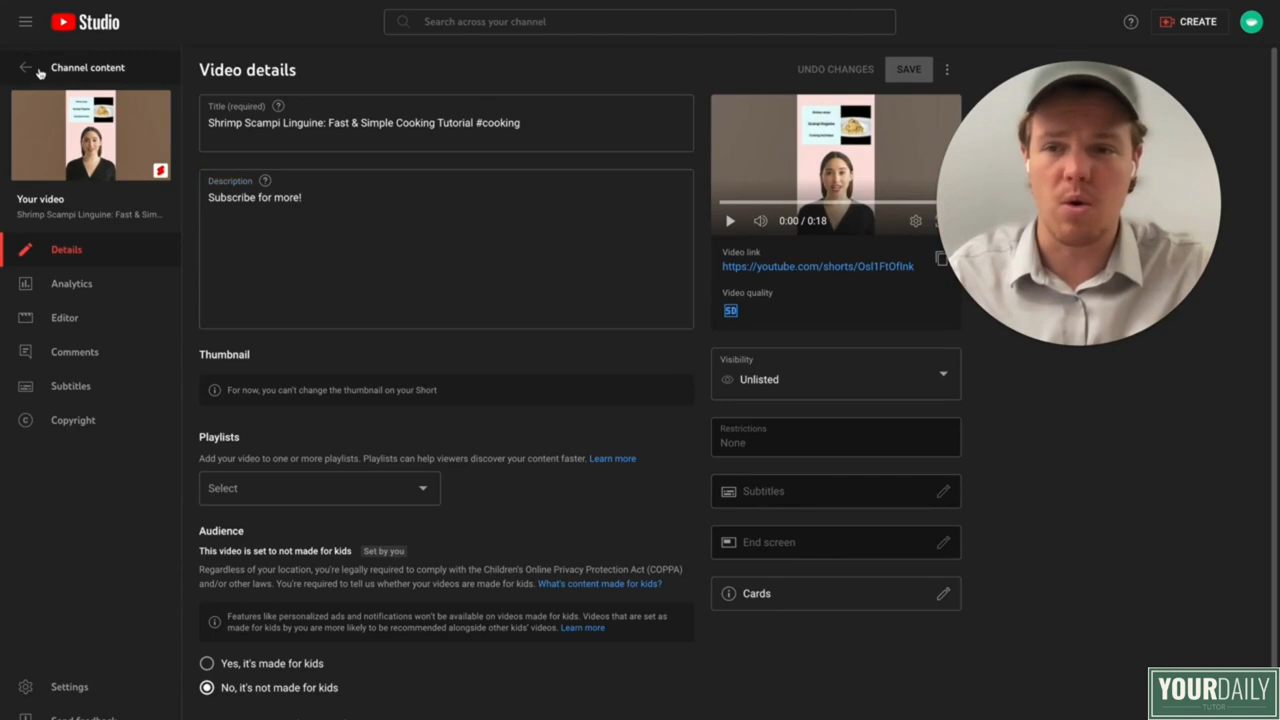 Studio
Search across your channel
CREATE
Channel content
Video details
UNDO CHANGES
SAVE
Title (required)
Shrimp Scampi Linguine: Fast & Simple Cooking Tutorial #cooking
Description
Subscribe for more!
0:00 / 0:18
Your video
Shrimp Scampi Linguine: Fast & Sim...
Details
Analytics
Editor
Comments
Subtitles
Copyright
Settings
Video link
https://youtube.com/shorts/OsI1FtOfInk
Video quality
SD
Thumbnail
For now, you can't change the thumbnail on your Short
Visibility
Unlisted
Restrictions
None
Playlists
Add your video to one or more playlists. Playlists can help viewers discover your content faster. Learn more
Select
Subtitles
End screen
Cards
Audience
This video is set to not made for kids Set by you
Regardless of your location, you're legally required to comply with the Children's Online Privacy Protection Act (COPPA)
and/or other laws. You're required to tell us whether your videos are made for kids. What's content made for kids?
Features like personalized ads and notifications won't be available on videos made for kids. Videos that are set as
made for kids by you are more likely to be recommended alongside other kids' videos. Learn more
Yes, it's made for kids
No, it's not made for kids
YOURDAILY
TUTOR